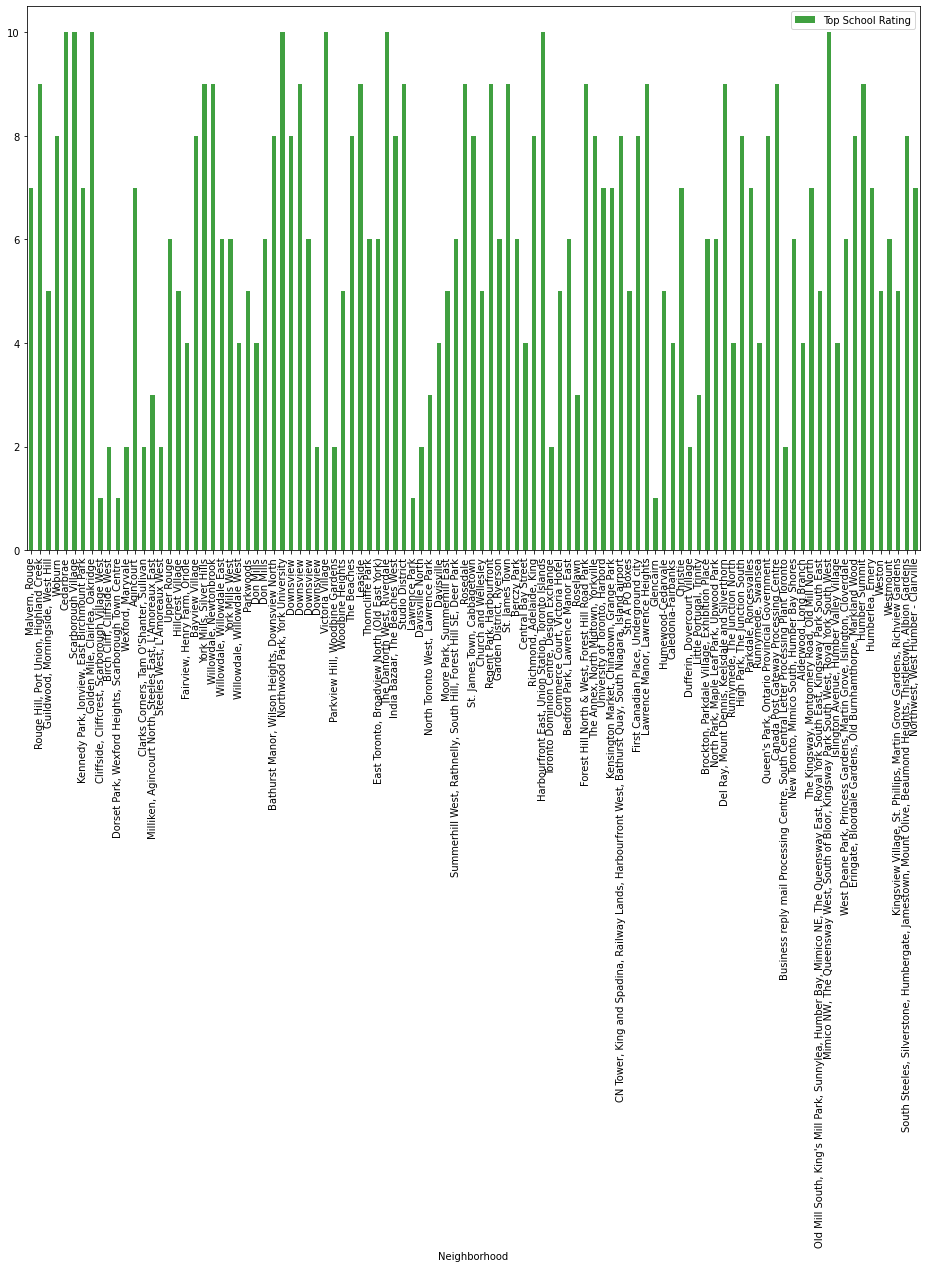 Top School Rating
10
8
6
4
2
0
Malvern, Rouge
Rouge Hill, Port Union, Highland Creek
Guildwood, Morningside, West Hill
Woburn
Cedarbrae
Scarborough Village
Kennedy Park, Ionview, East Birchmount Park
Golden Mile, Clairlea, Oakridge
Cliffside, Cliffcrest, Scarborough Village West
Birch Cliff, Cliffside West
Dorset Park, Wexford Heights, Scarborough Town Centre
Wexford, Maryvale
Agincourt
Clarks Corners, Tam O'Shanter, Sullivan
Milliken, Agincourt North, Steeles East, L'Amoreaux East
Steeles West, L'Amoreaux West
Upper Rouge
Hillcrest Village
Fairview, Henry Farm, Oriole
Bayview Village
York Mills, Silver Hills
Willowdale, Newtonbrook
Willowdale, Willowdale East
York Mills West
Willowdale, Willowdale West
Parkwoods
Don Mills
Don Mills
Bathurst Manor, Wilson Heights, Downsview North
Northwood Park, York University
Downsview
Downsview
Downsview
Downsview
Victoria Village
Parkview Hill, Woodbine Gardens
Woodbine Heights
The Beaches
Leaside
Thorncliffe Park
East Toronto, Broadview North (Old East York)
The Danforth West, Riverdale
India Bazaar, The Beaches West
Studio District
Lawrence Park
Davisville North
North Toronto West, Lawrence Park
Davisville
Moore Park, Summerhill East
Summerhill West, Rathnelly, South Hill, Forest Hill SE, Deer Park
Rosedale
St. James Town, Cabbagetown
Church and Wellesley
Regent Park, Harbourfront
Garden District, Ryerson
St. James Town
Berczy Park
Central Bay Street
Richmond, Adelaide, King
Harbourfront East, Union Station, Toronto Islands
Toronto Dominion Centre, Design Exchange
Commerce Court, Victoria Hotel
Bedford Park, Lawrence Manor East
Roselawn
Forest Hill North & West, Forest Hill Road Park
The Annex, North Midtown, Yorkville
University of Toronto, Harbord
Kensington Market, Chinatown, Grange Park
CN Tower, King and Spadina, Railway Lands, Harbourfront West, Bathurst Quay, South Niagara, Island airport
Stn A PO Boxes
First Canadian Place, Underground city
Lawrence Manor, Lawrence Heights
Glencairn
Humewood-Cedarvale
Caledonia-Fairbanks
Christie
Dufferin, Dovercourt Village
Little Portugal, Trinity
Brockton, Parkdale Village, Exhibition Place
North Park, Maple Leaf Park, Upwood Park
Del Ray, Mount Dennis, Keelsdale and Silverthorn
Runnymede, The Junction North
High Park, The Junction South
Parkdale, Roncesvalles
Runnymede, Swansea
Queen's Park, Ontario Provincial Government
Canada Post Gateway Processing Centre
Business reply mail Processing Centre, South Central Letter Processing Plant Toronto
New Toronto, Mimico South, Humber Bay Shores
Alderwood, Long Branch
The Kingsway, Montgomery Road, Old Mill North
Old Mill South, King's Mill Park, Sunnylea, Humber Bay, Mimico NE, The Queensway East, Royal York South East, Kingsway Park South East
Mimico NW, The Queensway West, South of Bloor, Kingsway Park South West, Royal York South West
Islington Avenue, Humber Valley Village
West Deane Park, Princess Gardens, Martin Grove, Islington, Cloverdale
Eringate, Bloordale Gardens, Old Burnhamthorpe, Markland Wood
Humber Summit
Humberlea, Emery
Weston
Westmount
Kingsview Village, St. Phillips, Martin Grove Gardens, Richview Gardens
South Steeles, Silverstone, Humbergate, Jamestown, Mount Olive, Beaumond Heights, Thistletown, Albion Gardens
Northwest, West Humber - Clairville
Neighborhood